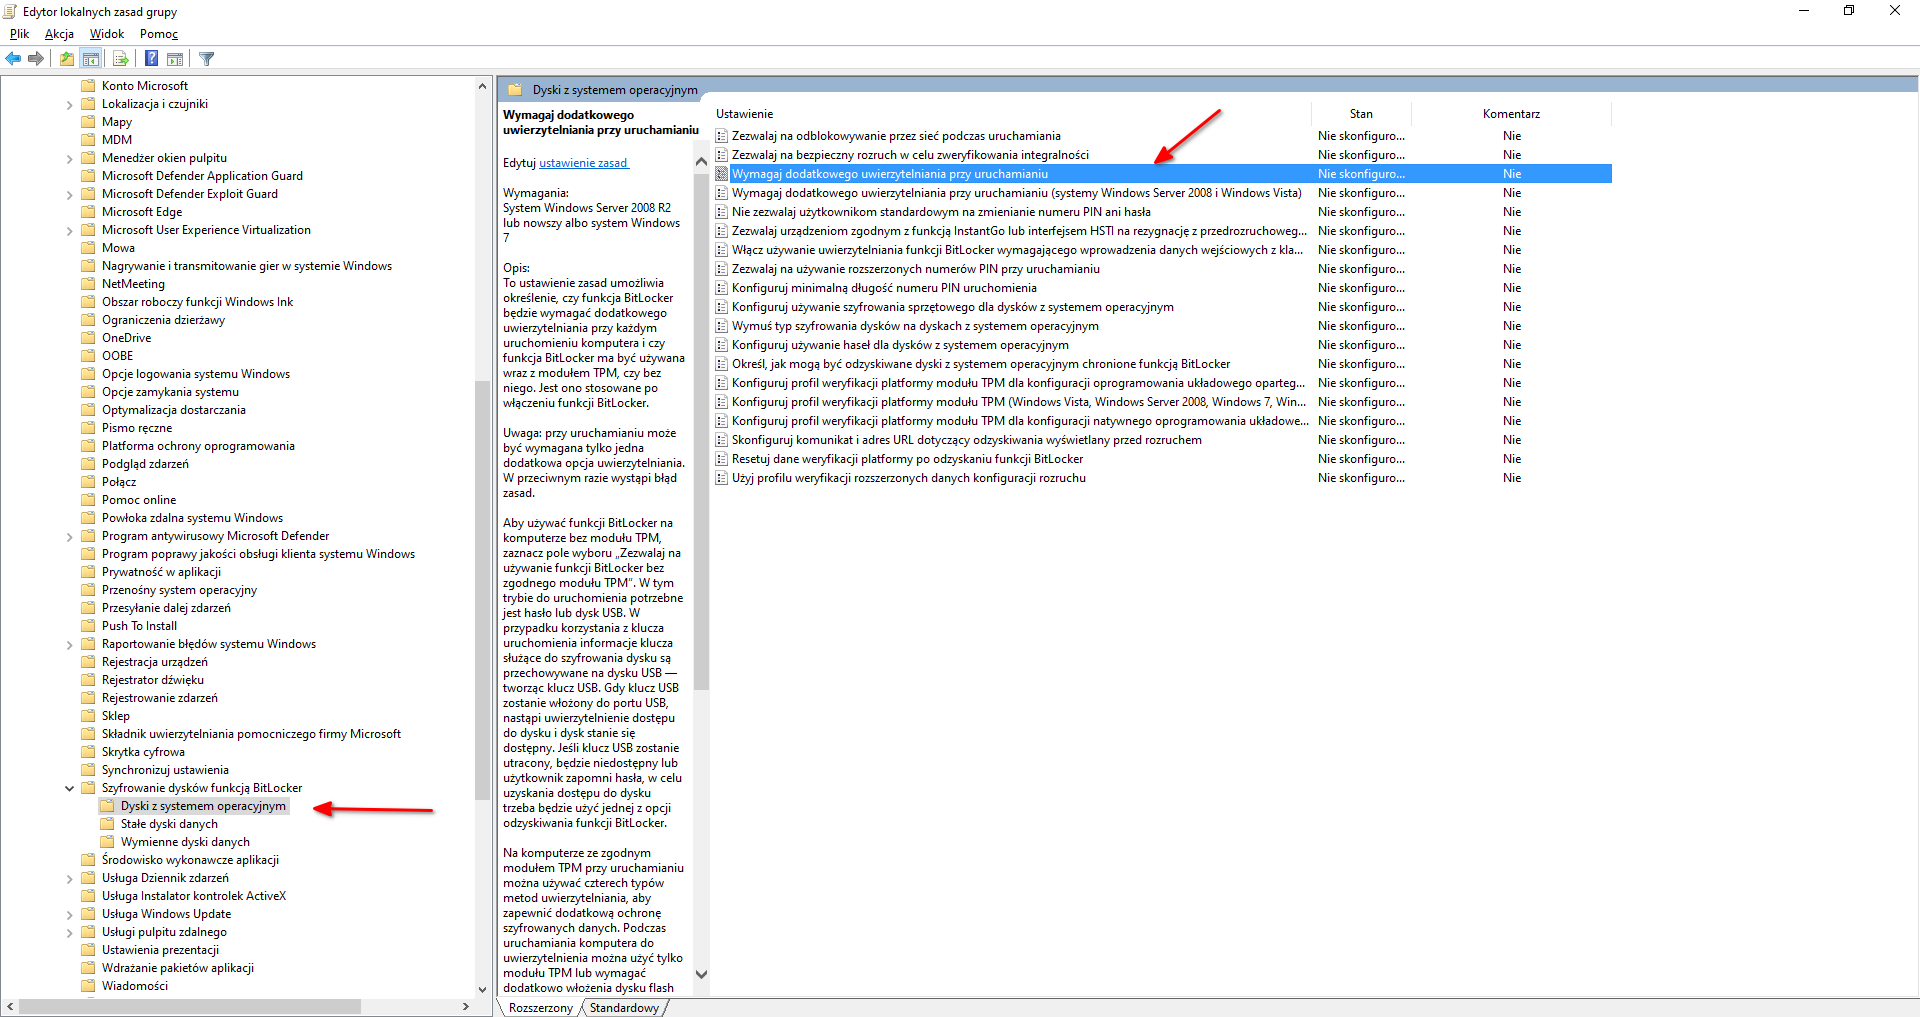 Edytor lokalnych zasad grupy
Plik Akcja Widok Pomoc
Konto Microsoft
Lokalizacja i czujniki
Mapy
MDM
Menedżer okien pulpitu
Microsoft Defender Application Guard
Microsoft Defender Exploit Guard
Microsoft Edge
Microsoft User Experience Virtualization
Mowa
Nagrywanie i transmitowanie gier w systemie Windows
NetMeeting
Obszar roboczy funkcji Windows Ink
Ograniczenia dzierżawy
OneDrive
OOBE
Opcje logowania systemu Windows
Opcje zamykania systemu
Optymalizacja dostarczania
Pismo ręczne
Platforma ochrony oprogramowania
Podgląd zdarzeń
Połącz
Pomoc online
Powłoka zdalna systemu Windows
Program antywirusowy Microsoft Defender
Program poprawy jakości obsługi klienta systemu Windows
Prywatność w aplikacji
Przenośny system operacyjny
Przesyłanie dalej zdarzeń
Push To Install
Raportowanie błędów systemu Windows
Rejestracja urządzeń
Rejestrator dźwięku
Rejestrowanie zdarzeń
Sklep
Składnik uwierzytelniania pomocniczego firmy Microsoft
Skrytka cyfrowa
Synchronizuj ustawienia
Szyfrowanie dysków funkcją BitLocker
Dyski z systemem operacyjnym
Stałe dyski danych
Wymienne dyski danych
Środowisko wykonawcze aplikacji
Usługa Dziennik zdarzeń
Usługa Instalator kontrolek ActiveX
Usługa Windows Update
Usługi pulpitu zdalnego
Ustawienia prezentacji
Wdrażanie pakietów aplikacji
Wiadomości
Dyski z systemem operacyjnym
Wymagaj dodatkowego
uwierzytelniania przy uruchamianiu
Edytuj ustawienie zasad
Wymagania:
System Windows Server 2008 R2
lub nowszy albo system Windows
7
Opis:
To ustawienie zasad umożliwia
określenie, czy funkcja BitLocker
będzie wymagać dodatkowego
uwierzytelniania przy każdym
uruchomieniu komputera i czy
funkcja BitLocker ma być używana
wraz z modułem TPM, czy bez
niego. Jest ono stosowane po
włączeniu funkcji BitLocker.
Uwaga: przy uruchamianiu może
być wymagana tylko jedna
dodatkowa opcja uwierzytelniania.
W przeciwnym razie wystąpi błąd
zasad.
Aby używać funkcji BitLocker na
komputerze bez modułu TPM,
zaznacz pole wyboru „Zezwalaj na
używanie funkcji BitLocker bez
zgodnego modułu TPM”. W tym
trybie do uruchomienia potrzebne
jest hasło lub dysk USB. W
przypadku korzystania z klucza
uruchomienia informacje klucza
służące do szyfrowania dysku są
przechowywane na dysku USB —
tworząc klucz USB. Gdy klucz USB
zostanie włożony do portu USB,
nastąpi uwierzytelnienie dostępu
do dysku i dysk stanie się
dostępny. Jeśli klucz USB zostanie
utracony, będzie niedostępny lub
użytkownik zapomni hasła, w celu
uzyskania dostępu do dysku
trzeba będzie użyć jednej z opcji
odzyskiwania funkcji BitLocker.
Na komputerze ze zgodnym
modułem TPM przy uruchamianiu
można używać czterech typów
metod uwierzytelniania, aby
zapewnić dodatkową ochronę
szyfrowanych danych. Podczas
uruchamiania komputera do
uwierzytelnienia można użyć tylko
modułu TPM lub wymagać
dodatkowo włożenia dysku flash
Ustawienie Stan Komentarz
Zezwalaj na odblokowywanie przez sieć podczas uruchamiania Nie skonfiguro... Nie
Zezwalaj na bezpieczny rozruch w celu zweryfikowania integralności Nie skonfiguro... Nie
Wymagaj dodatkowego uwierzytelniania przy uruchamianiu Nie skonfiguro... Nie
Wymagaj dodatkowego uwierzytelniania przy uruchamianiu (systemy Windows Server 2008 i Windows Vista) Nie skonfiguro... Nie
Nie zezwalaj użytkownikom standardowym na zmienianie numeru PIN ani hasła Nie skonfiguro... Nie
Zezwalaj urządzeniom zgodnym z funkcją InstantGo lub interfejsem HSTI na rezygnację z przedrozruchoweg... Nie skonfiguro... Nie
Włącz używanie uwierzytelniania funkcji BitLocker wymagającego wprowadzenia danych wejściowych z kla... Nie skonfiguro... Nie
Zezwalaj na używanie rozszerzonych numerów PIN przy uruchamianiu Nie skonfiguro... Nie
Konfiguruj minimalną długość numeru PIN uruchomienia Nie skonfiguro... Nie
Konfiguruj używanie szyfrowania sprzętowego dla dysków z systemem operacyjnym Nie skonfiguro... Nie
Wymuś typ szyfrowania dysków na dyskach z systemem operacyjnym Nie skonfiguro... Nie
Konfiguruj używanie haseł dla dysków z systemem operacyjnym Nie skonfiguro... Nie
Określ, jak mogą być odzyskiwane dyski z systemem operacyjnym chronione funkcją BitLocker Nie skonfiguro... Nie
Konfiguruj profil weryfikacji platformy modułu TPM dla konfiguracji oprogramowania układowego oparteg... Nie skonfiguro... Nie
Konfiguruj profil weryfikacji platformy modułu TPM (Windows Vista, Windows Server 2008, Windows 7, Win... Nie skonfiguro... Nie
Konfiguruj profil weryfikacji platformy modułu TPM dla konfiguracji natywnego oprogramowania układowe... Nie skonfiguro... Nie
Skonfiguruj komunikat i adres URL dotyczący odzyskiwania wyświetlany przed rozruchem Nie skonfiguro... Nie
Resetuj dane weryfikacji platformy po odzyskaniu funkcji BitLocker Nie skonfiguro... Nie
Użyj profilu weryfikacji rozszerzonych danych konfiguracji rozruchu Nie skonfiguro... Nie
Rozszerzony Standardowy